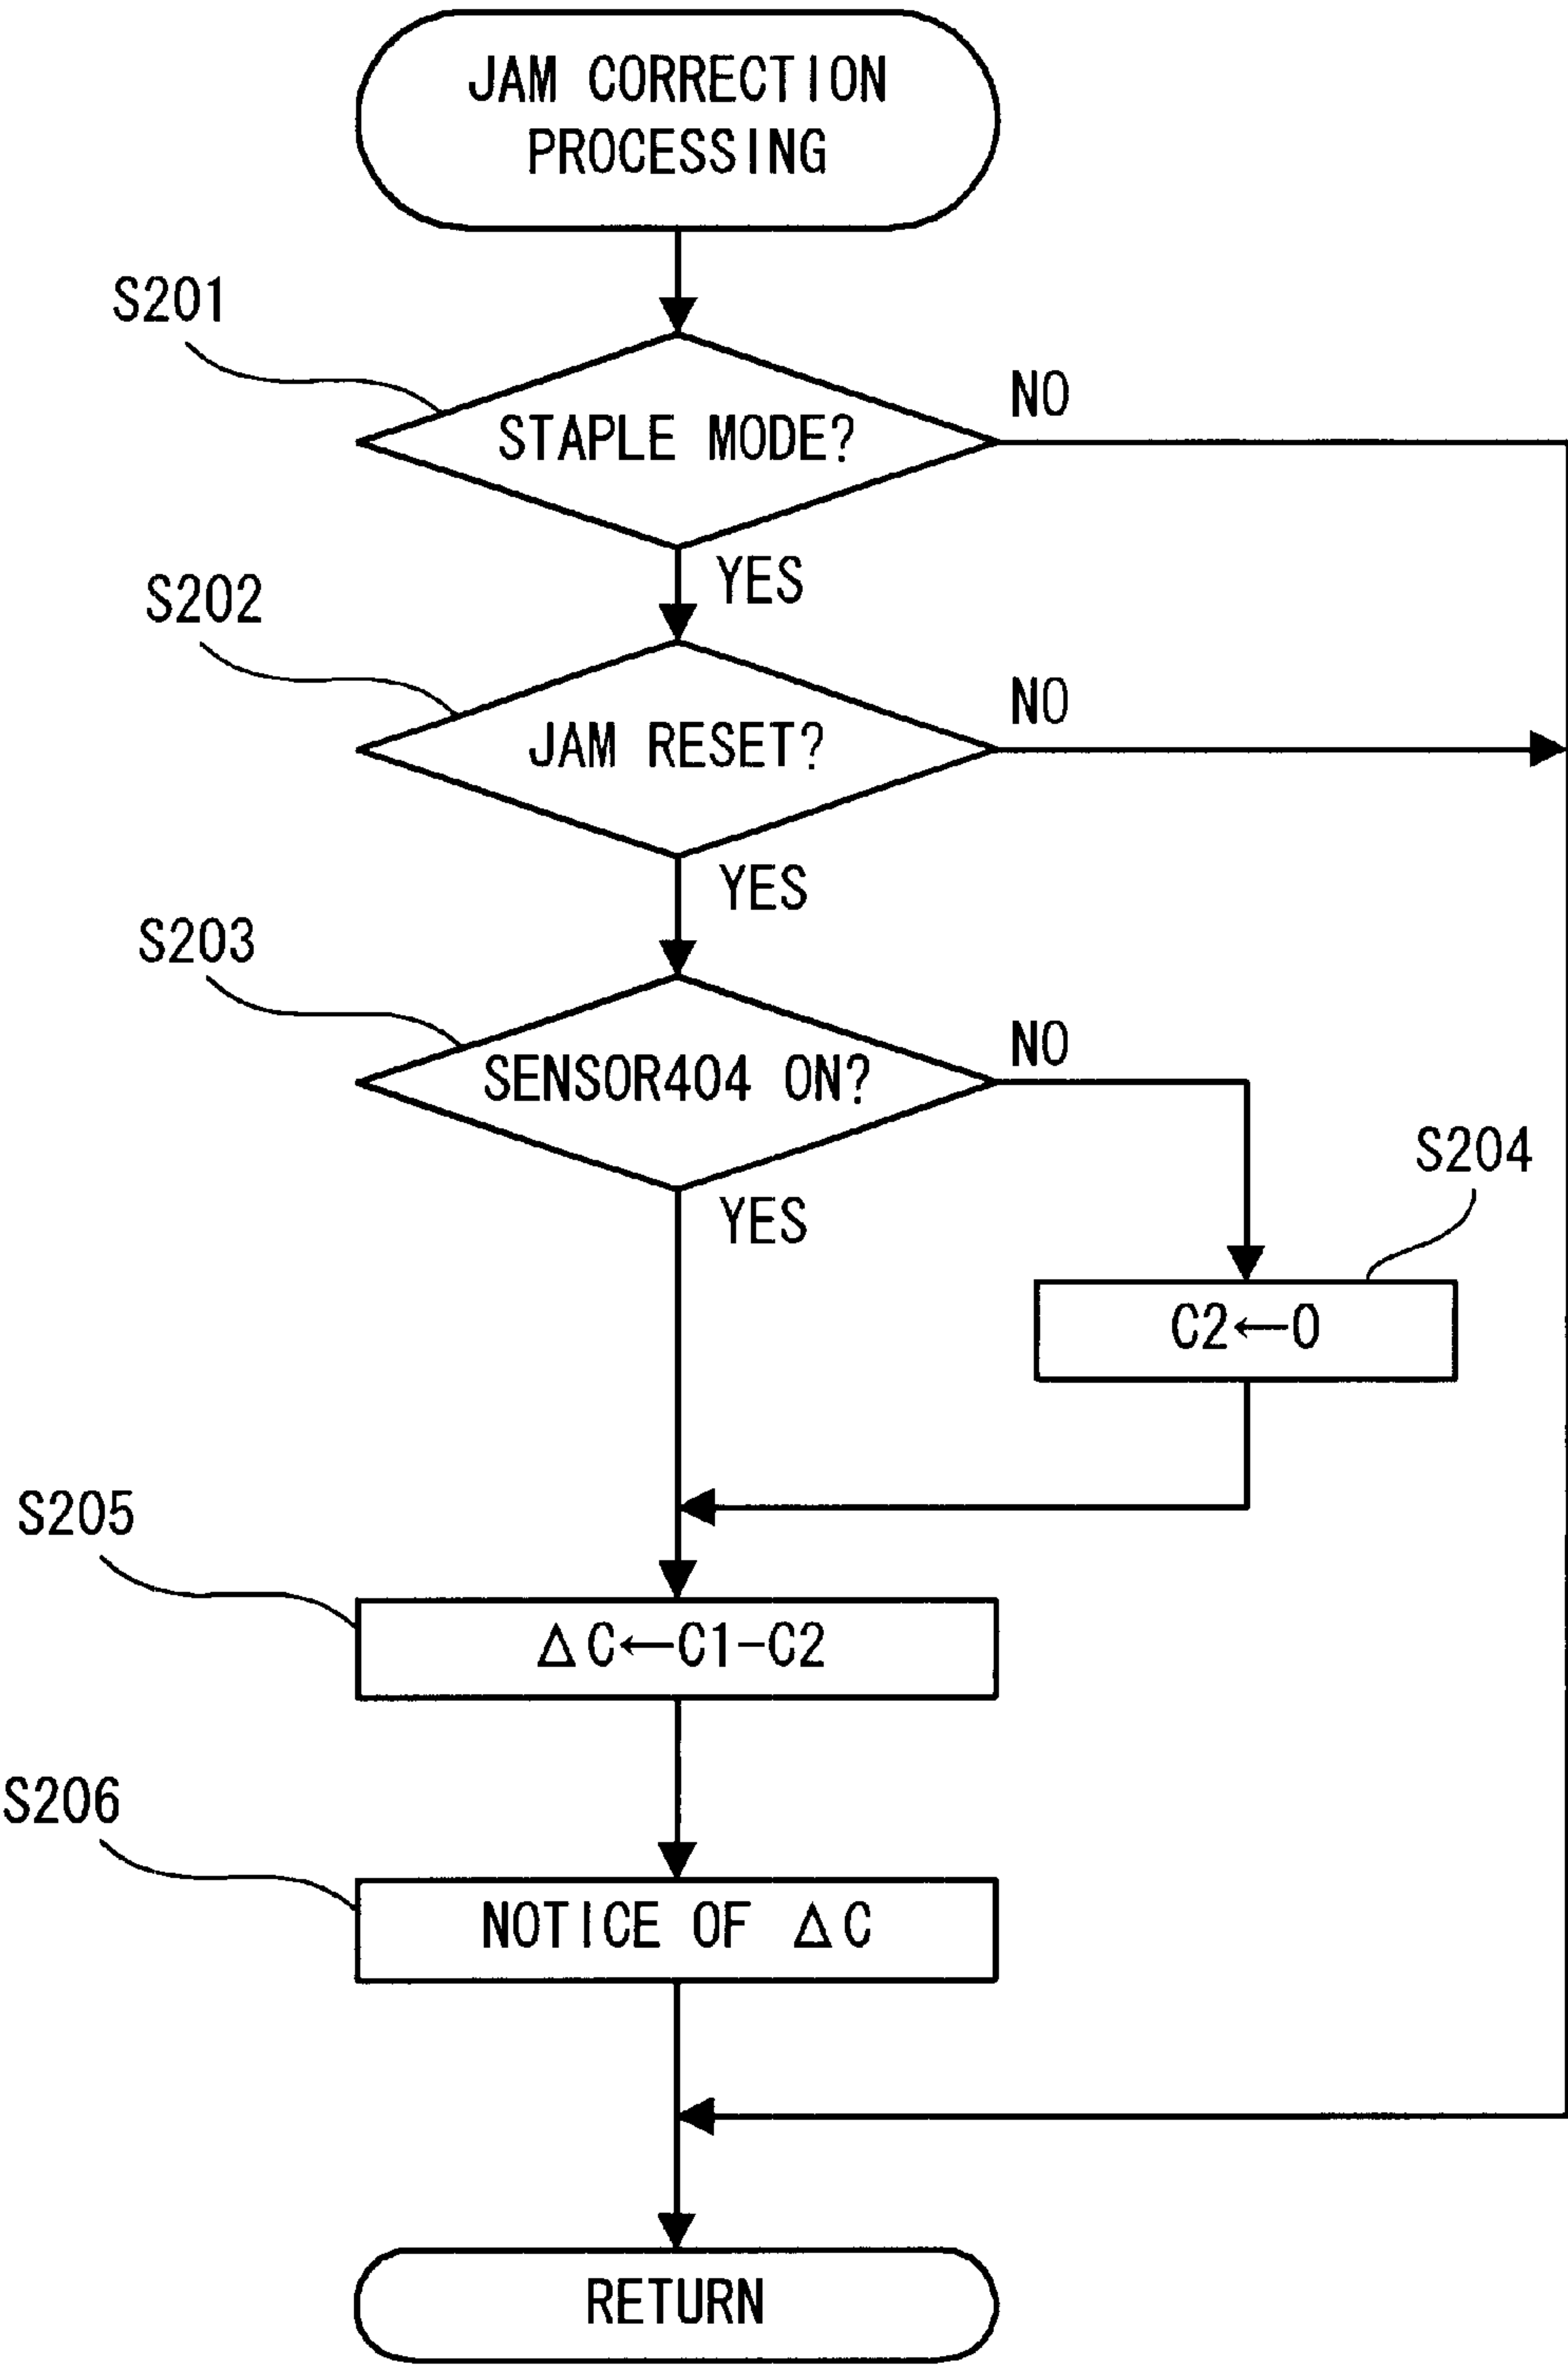 JAM CORRECTION
PROCESSING
S201
STAPLE MODE?
NO
YES
S202
JAM RESET?
NO
YES
S203
SENSOR404 ON?
NO
YES
S204
C2←0
S205
ΔC←C1-C2
S206
NOTICE OF ΔC
RETURN